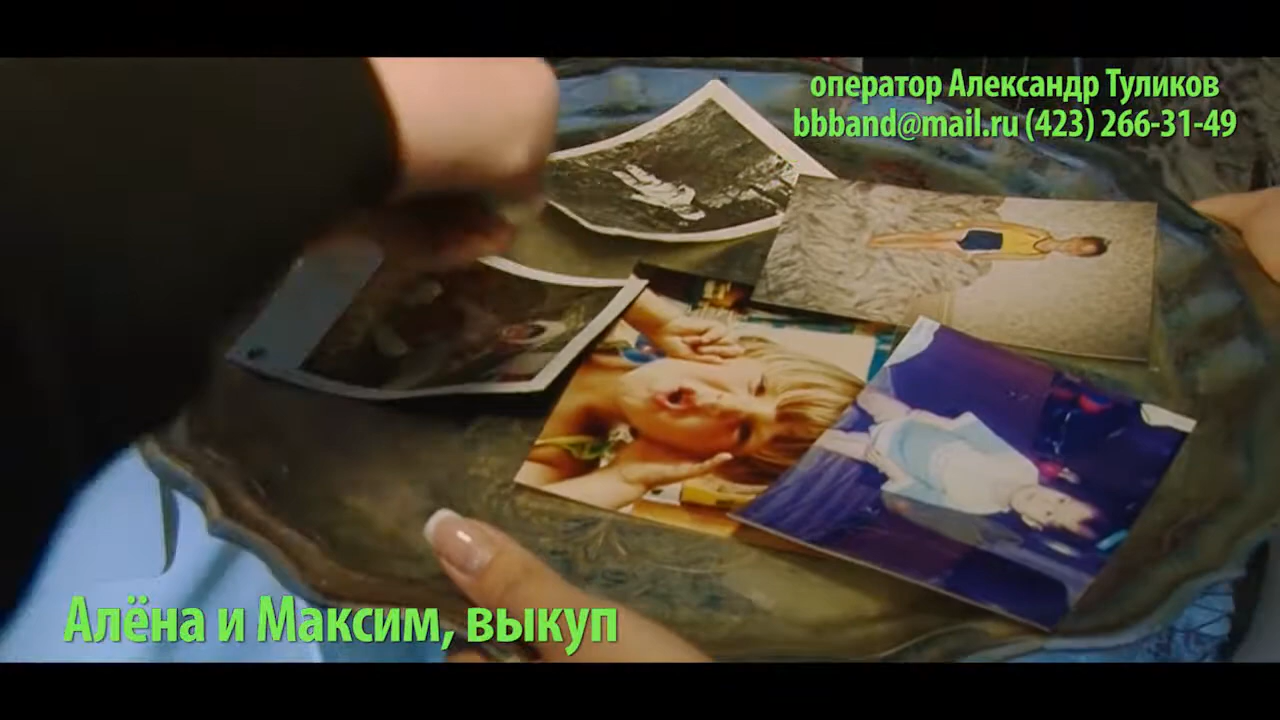 оператор Александр Туликов
bbband@mail.ru (423) 266-31-49
Алёна и Максим, выкуп